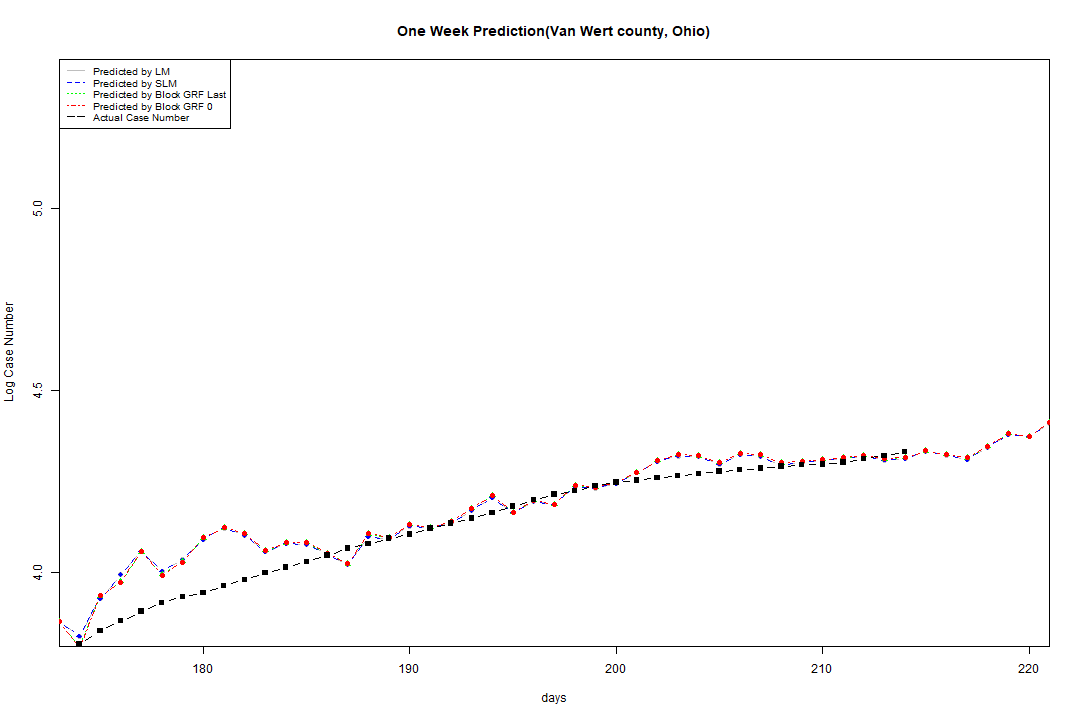 One Week Prediction(Van Wert county, Ohio)
Predicted by LM
Predicted by SLM
Predicted by Block GRF Last
Predicted by Block GRF 0
Actual Case Number
Log Case Number
5.0
4.5
4.0
180 190 200 210 220
days